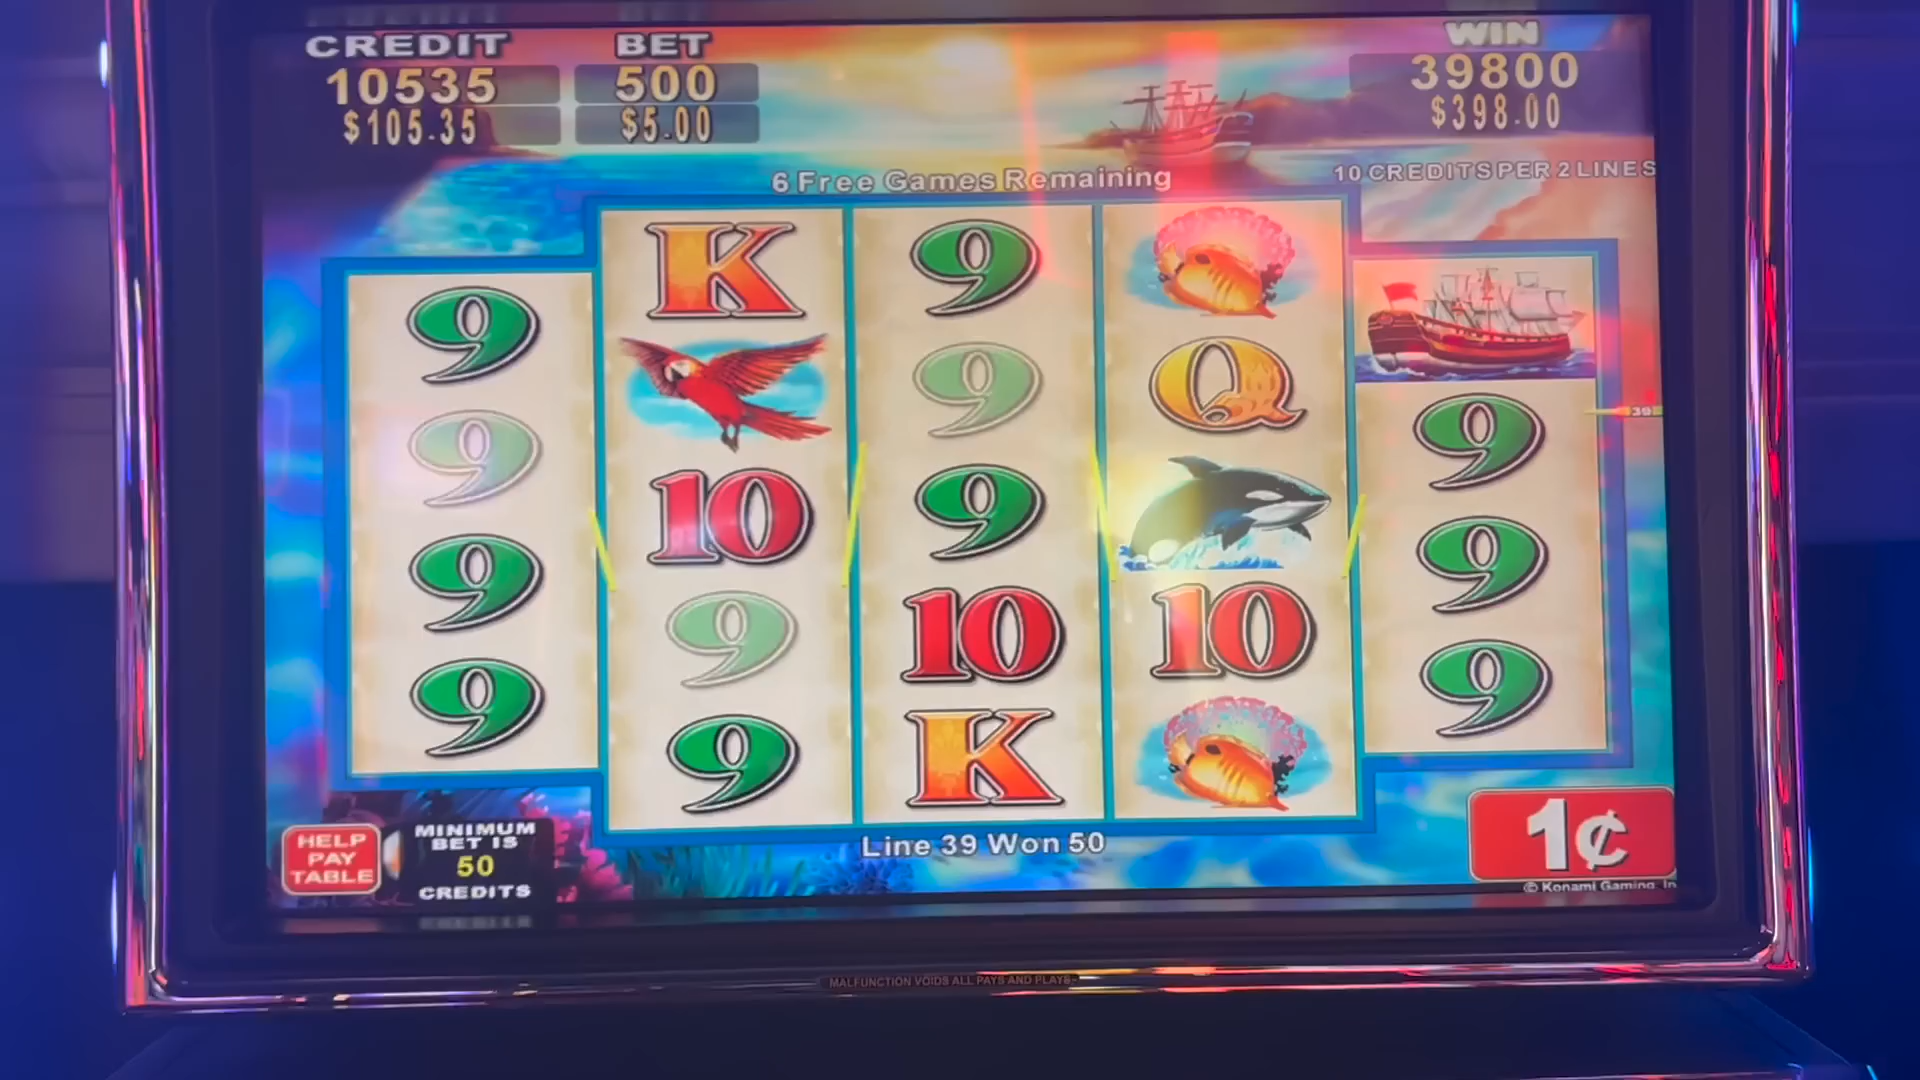 CREDIT
10535
$105.35
BET
500
$5.00
WIN
39800
$398.00
6 Free Games Remaining
10 CREDITS PER 2 LINES
K
9
9
9
Q
9
39
9
10
9
9
9
9
10
10
9
9
9
K
Line 39 Won 50
HELP
PAY
TABLE
MINIMUM
BET IS
50
CREDITS
1¢
© Konami Gaming, In
MALFUNCTION VOIDS ALL PAYS AND PLAYS